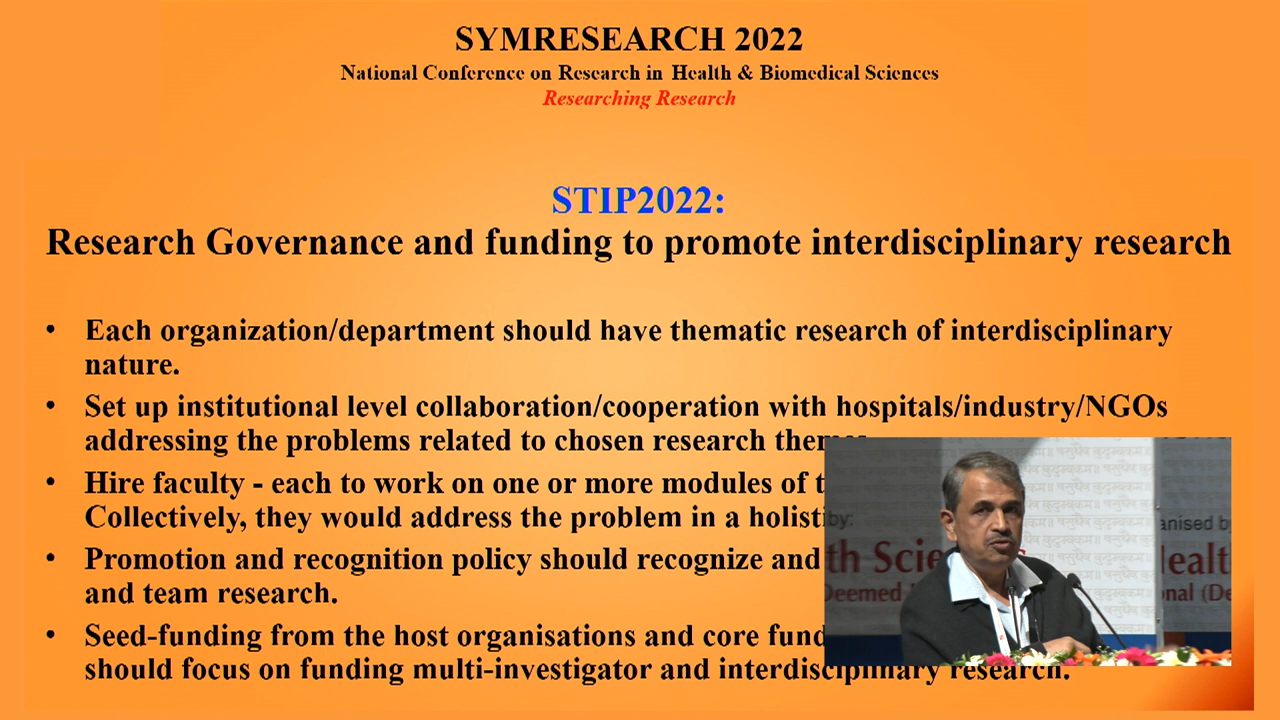 SYMRESEARCH 2022
National Conference on Research in Health & Biomedical Sciences
Researching Research
STIP2022:
Research Governance and funding to promote interdisciplinary research
• Each organization/department should have thematic research of interdisciplinary
nature.
• Set up institutional level collaboration/cooperation with hospitals/industry/NGOs
addressing the problems related to chosen research
• Hire faculty - each to work on one or more modules of
Collectively, they would address the problem in a
• Promotion and recognition policy should recognize and
and team research.
• Seed-funding from the host organisations and core
should focus on funding multi-investigator and interdisciplinary research.
by: